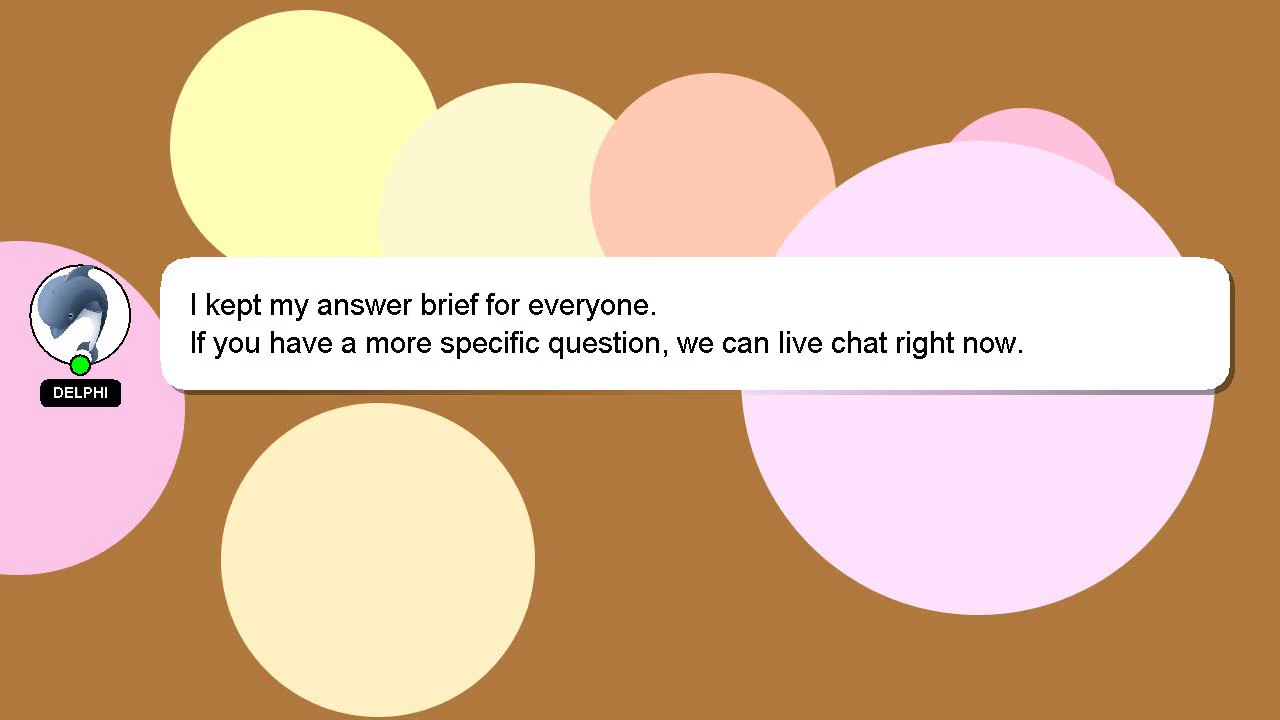 I kept my answer brief for everyone.
If you have a more specific question, we can live chat right now.
DELPHI